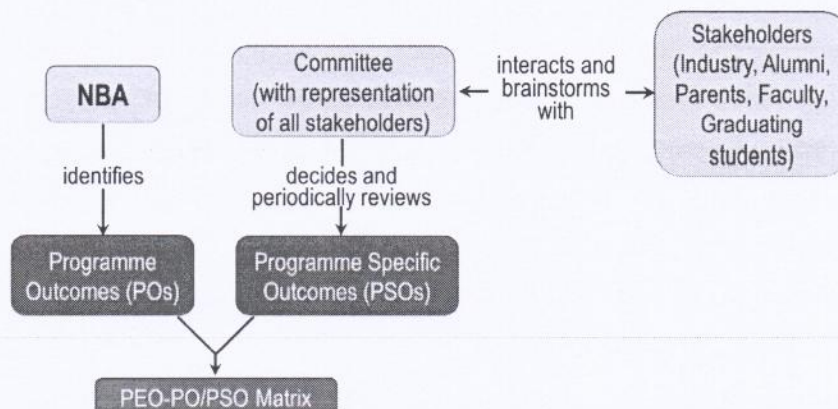 NBA
identifies
Programme
Outcomes (POs)
Committee
(with representation
of all stakeholders)
decides and
periodically reviews
Programme Specific
Outcomes (PSOs)
interacts and
brainstorms
with
Stakeholders
(Industry, Alumni,
Parents, Faculty,
Graduating
students)
PEO-PO/PSO Matrix